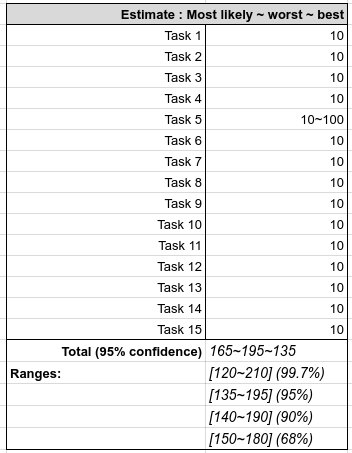 Estimate : Most likely ~ worst ~ best
Task 1 10
Task 2 10
Task 3 10
Task 4 10
Task 5 10~100
Task 6 10
Task 7 10
Task 8 10
Task 9 10
Task 10 10
Task 11 10
Task 12 10
Task 13 10
Task 14 10
Task 15 10
Total (95% confidence) 165~195~135
Ranges: [120~210] (99.7%)
[135~195] (95%)
[140~190] (90%)
[150~180] (68%)